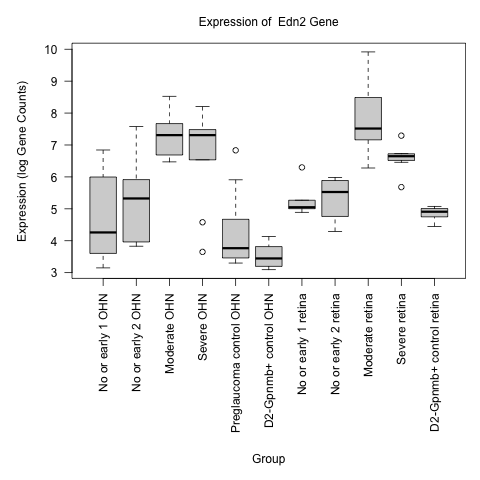 Expression of Edn2 Gene
Expression (log Gene Counts)
10
9
8
7
6
5
4
3
No or early 1 OHN
No or early 2 OHN
Moderate OHN
Severe OHN
Preglaucoma control OHN
D2-Gpnmb+ control OHN
No or early 1 retina
No or early 2 retina
Moderate retina
Severe retina
D2-Gpnmb+ control retina
Group